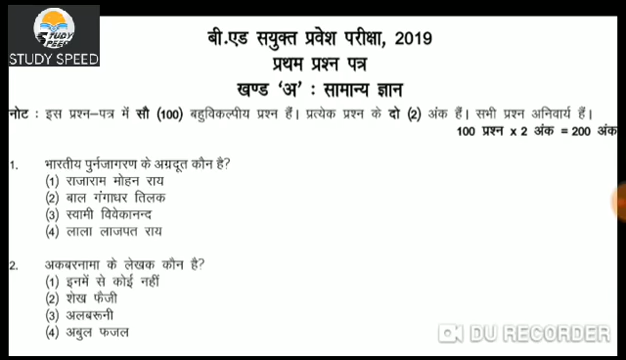 STUDY
SPEED
STUDY SPEED
बी.एड सयुक्त प्रवेश परीक्षा, 2019
प्रथम प्रश्न पत्र
खण्ड ‘अ’ : सामान्य ज्ञान
नोट : इस प्रश्न–पत्र में सौ (100) बहुविकल्पीय प्रश्न हैं। प्रत्येक प्रश्न के दो (2) अंक हैं। सभी प्रश्न अनिवार्य हैं।
100 प्रश्न x 2 अंक = 200 अंक
1. भारतीय पुर्नजागरण के अग्रदूत कौन है?
(1) राजाराम मोहन राय
(2) बाल गंगाधर तिलक
(3) स्वामी विवेकानन्द
(4) लाला लाजपत राय
2. अकबरनामा के लेखक कौन है?
(1) इनमें से कोई नहीं
(2) शेख फैजी
(3) अलबरूनी
(4) अबुल फजल
DU RECORDER